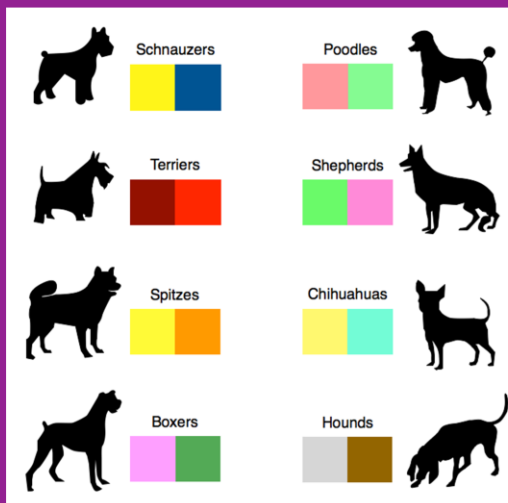 Schnauzers
Poodles
Terriers
Shepherds
Spitzes
Chihuahuas
Boxers
Hounds